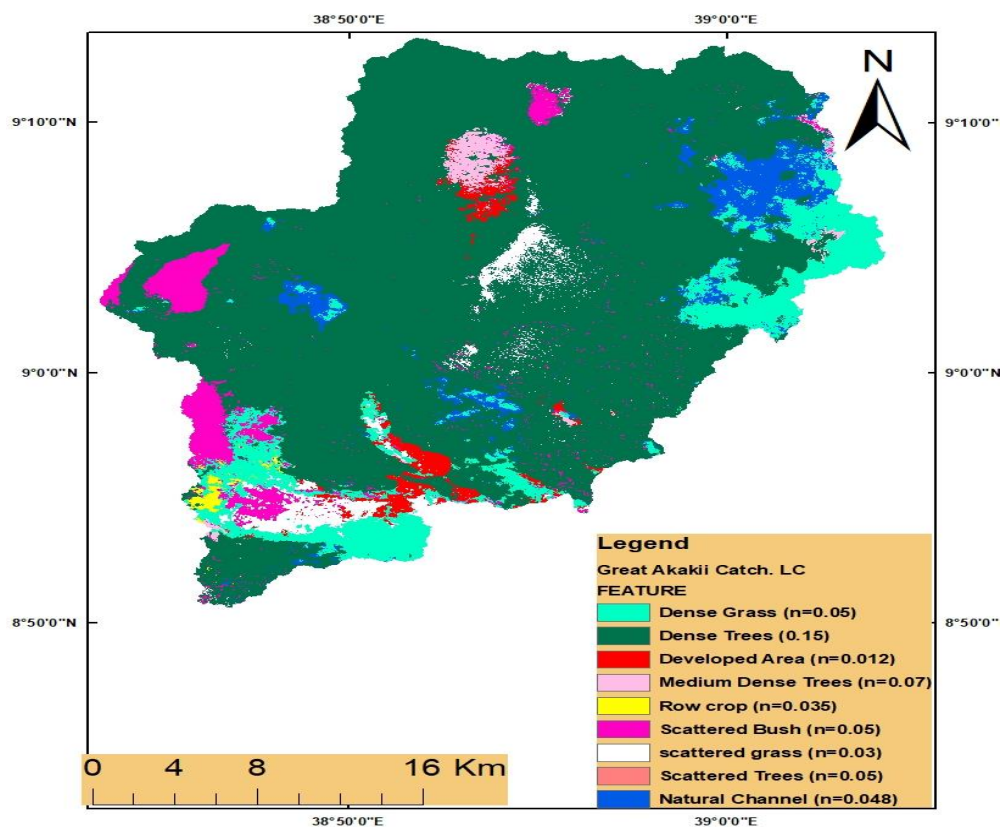 38°50'0"E 39°0'0"E
N
9°10'0"N 9°10'0"N
9°0'0"N 9°0'0"N
8°50'0"N 8°50'0"N
Legend
Great Akakii Catch. LC
FEATURE
Dense Grass (n=0.05)
Dense Trees (0.15)
Developed Area (n=0.012)
Medium Dense Trees (n=0.07)
Row crop (n=0.035)
Scattered Bush (n=0.05)
scattered grass (n=0.03)
Scattered Trees (n=0.05)
Natural Channel (n=0.048)
0 4 8 16 Km
38°50'0"E 39°0'0"E